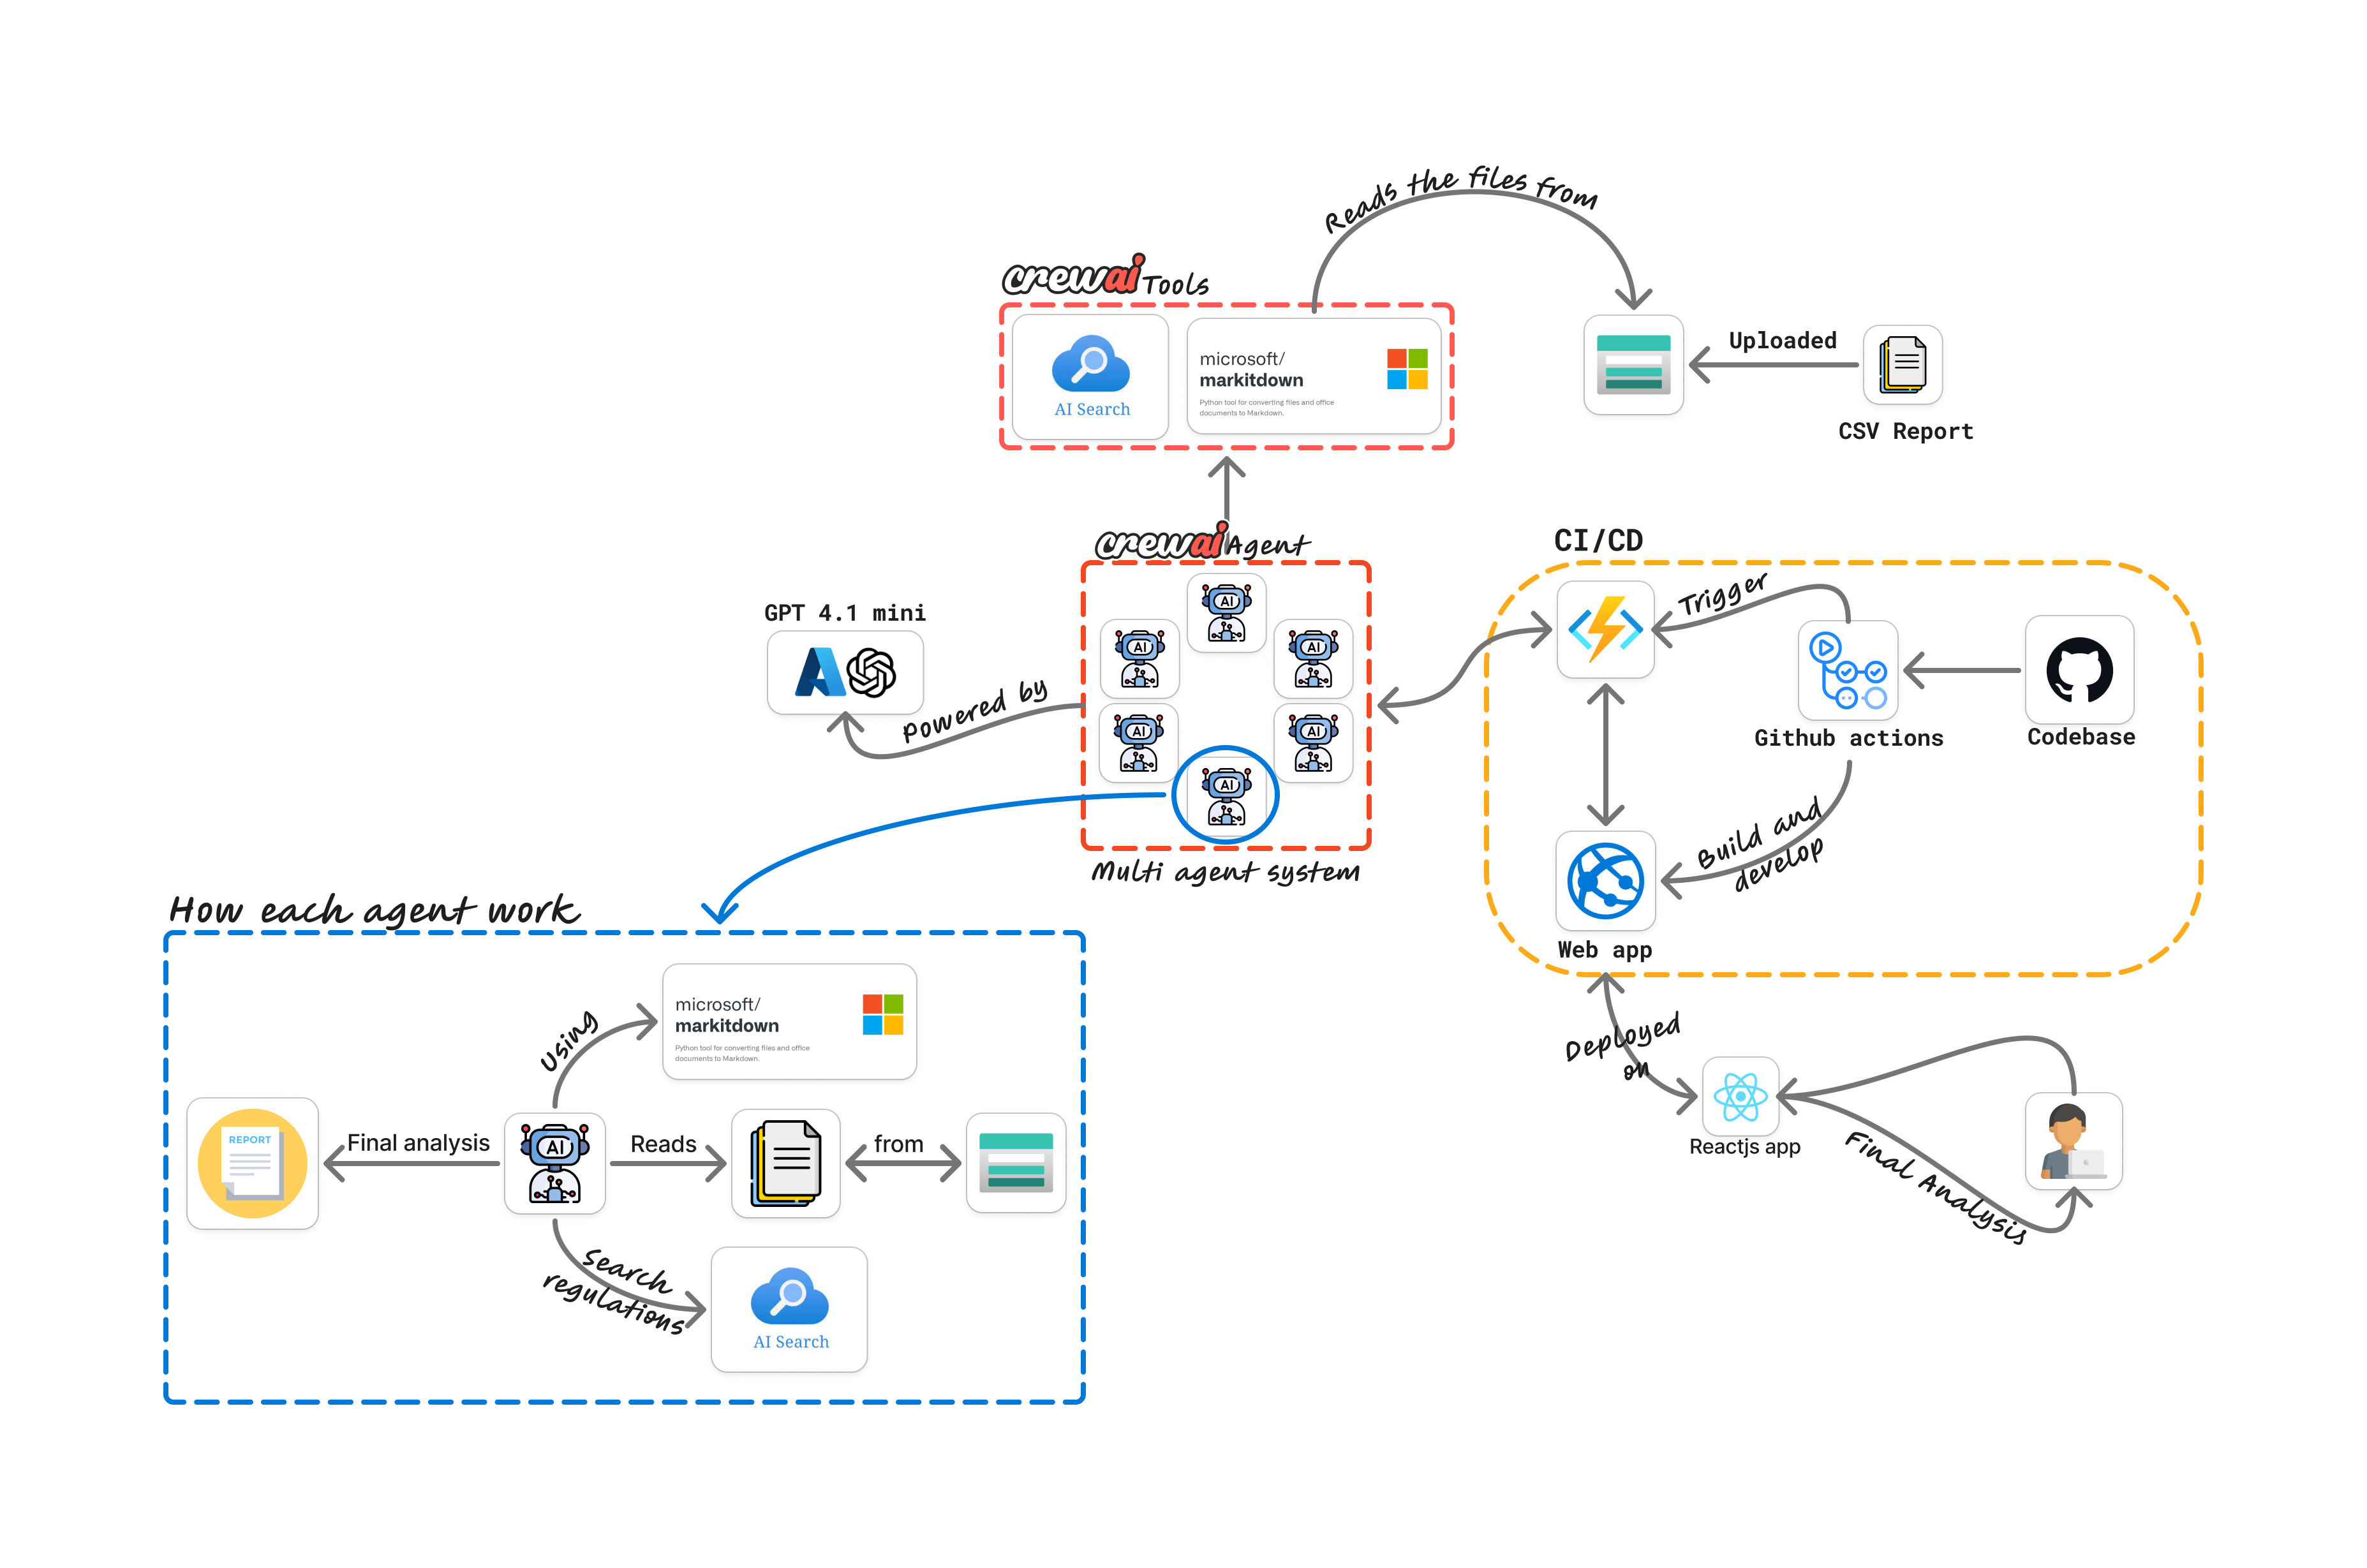 Reads the files from
crewai Tools
AI Search
microsoft/
markitdown
Python tool for converting files and office
documents to Markdown.
Uploaded
CSV Report
crewai Agent
CI/CD
GPT 4.1 mini
AI
AI
AI
AI
AI
AI
powered by
Multi agent system
Trigger
Github actions
Codebase
Build and
develop
Web app
Deployed
on
Reactjs app
Final Analysis
How each agent work
Using
microsoft/
markitdown
Python tool for converting files and office
documents to Markdown.
REPORT
Final analysis
AI
Reads
from
Search
regulations
AI Search